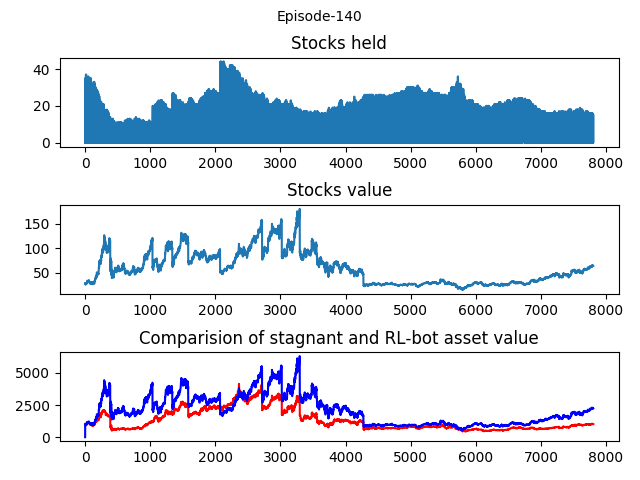 Episode-140
Stocks held
40
20
0
0 1000 2000 3000 4000 5000 6000 7000 8000
Stocks value
150
100
50
0 1000 2000 3000 4000 5000 6000 7000 8000
Comparision of stagnant and RL-bot asset value
5000
2500
0
0 1000 2000 3000 4000 5000 6000 7000 8000